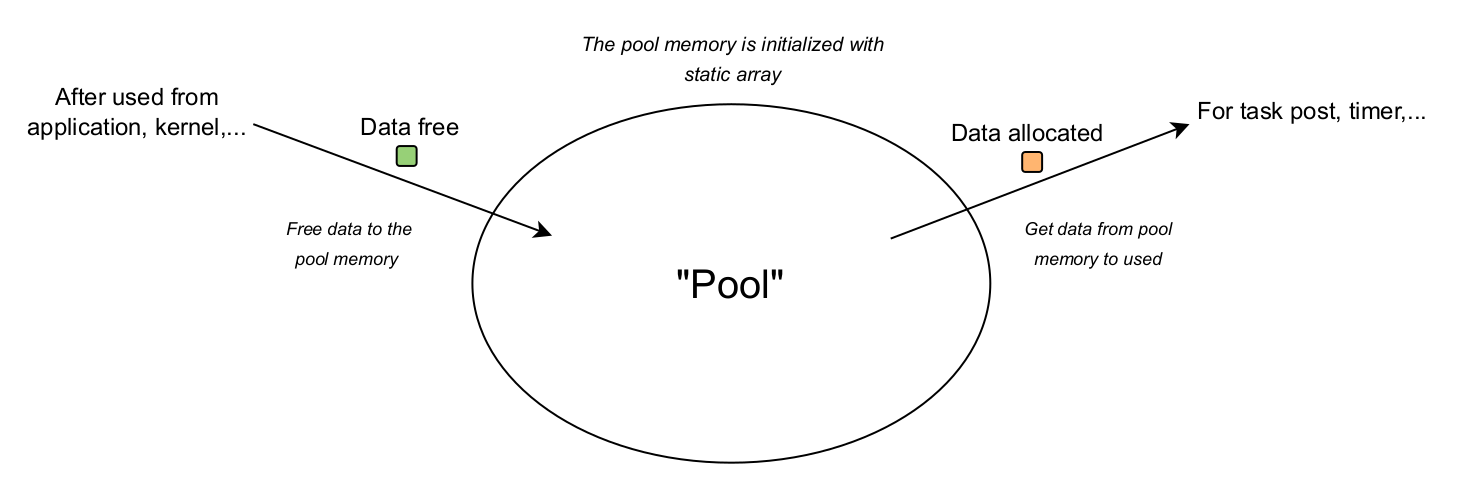 The pool memory is initialized with
static array
After used from
application, kernel,...
Data free
Free data to the
pool memory
"Pool"
Data allocated
For task post, timer,...
Get data from pool
memory to used